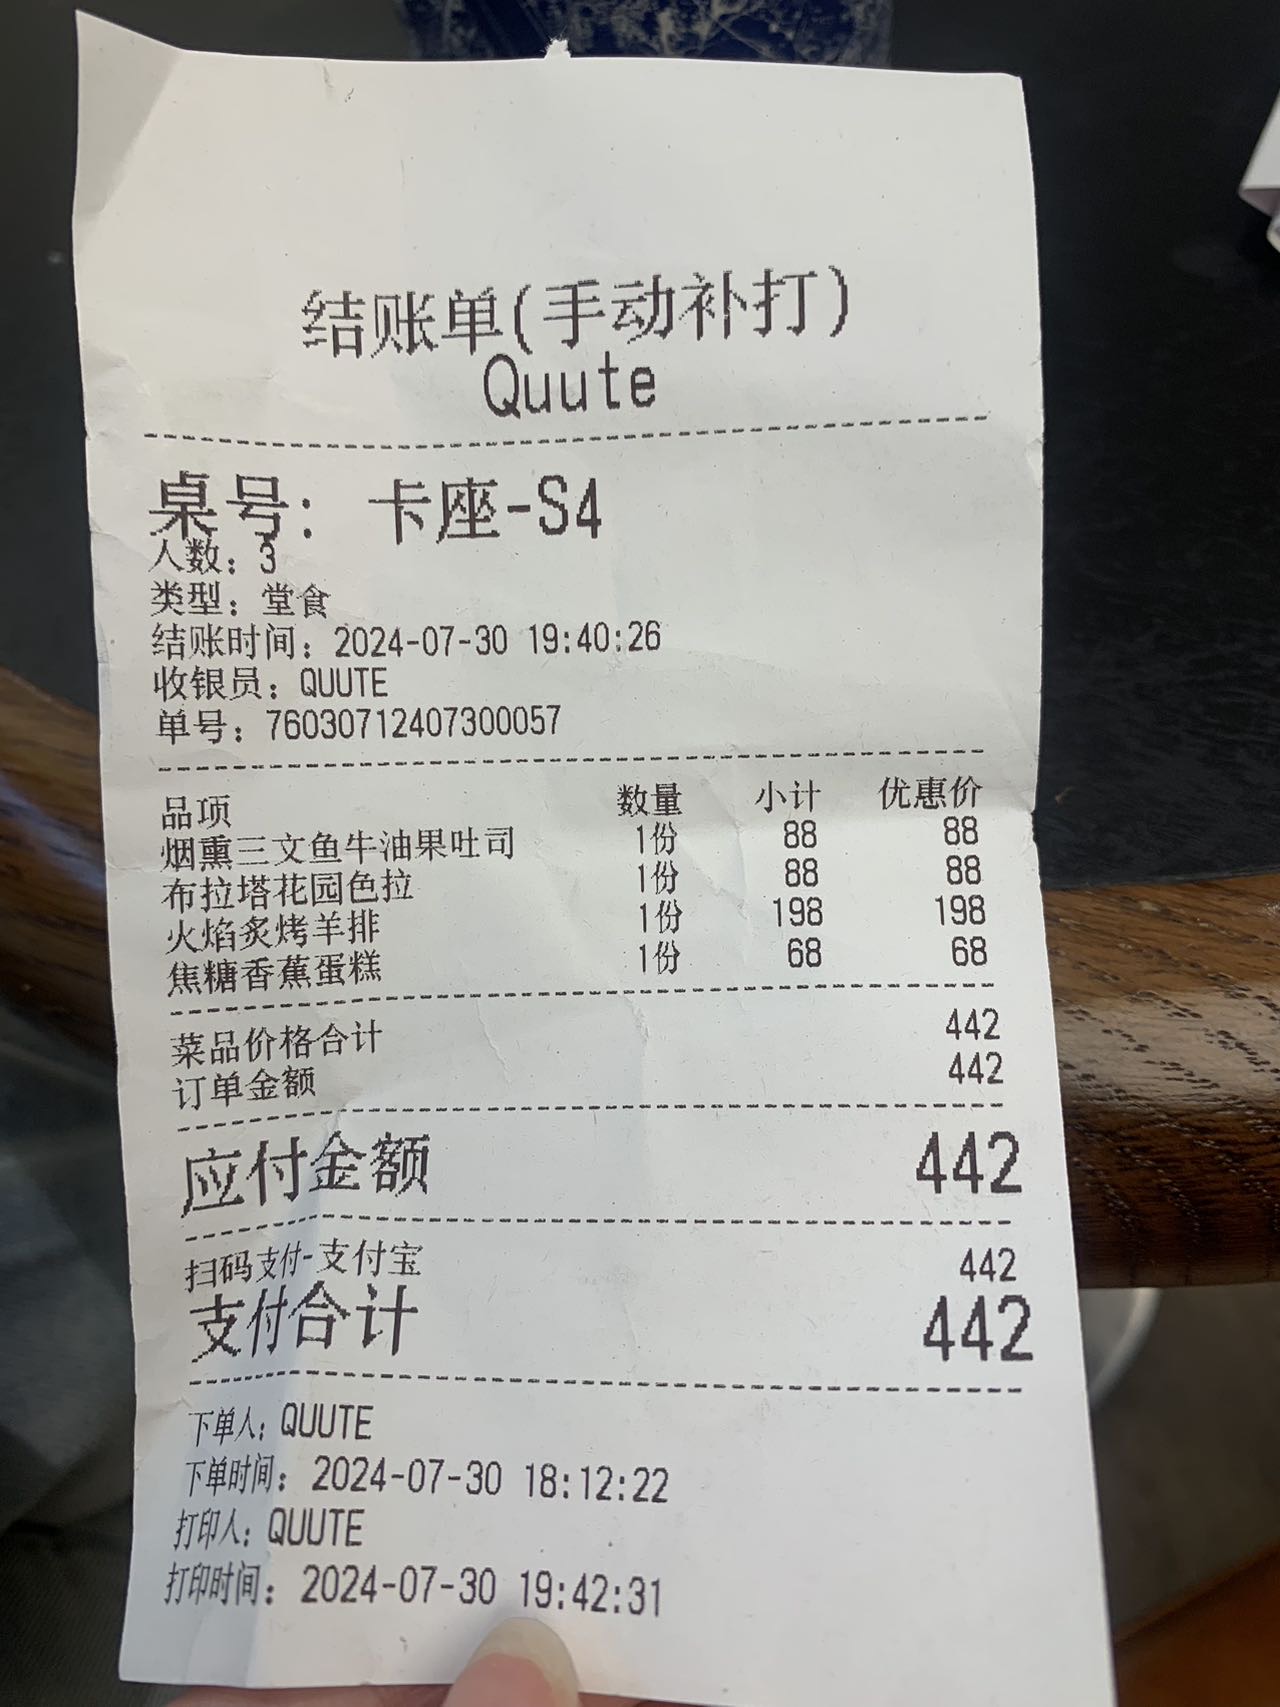 结账单(手动补打)
Quute
桌号: 卡座-S4
人数: 3
类型: 堂食
结账时间: 2024-07-30 19:40:26
收银员: QUUTE
单号: 76030712407300057
品项 数量 小计 优惠价
烟熏三文鱼牛油果吐司 1份 88 88
布拉塔花园色拉 1份 88 88
火焰炙烤羊排 1份 198 198
焦糖香蕉蛋糕 1份 68 68
菜品价格合计 442
订单金额 442
应付金额 442
扫码支付-支付宝 442
支付合计 442
下单人: QUUTE
下单时间: 2024-07-30 18:12:22
打印人: QUUTE
打印时间: 2024-07-30 19:42:31